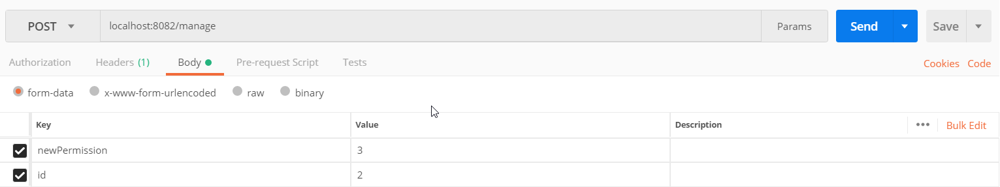 POST localhost:8082/manage Params Send Save
Authorization Headers (1) Body Pre-request Script Tests Cookies Code
form-data x-www-form-urlencoded raw binary
Key Value Description ••• Bulk Edit
newPermission 3
id 2